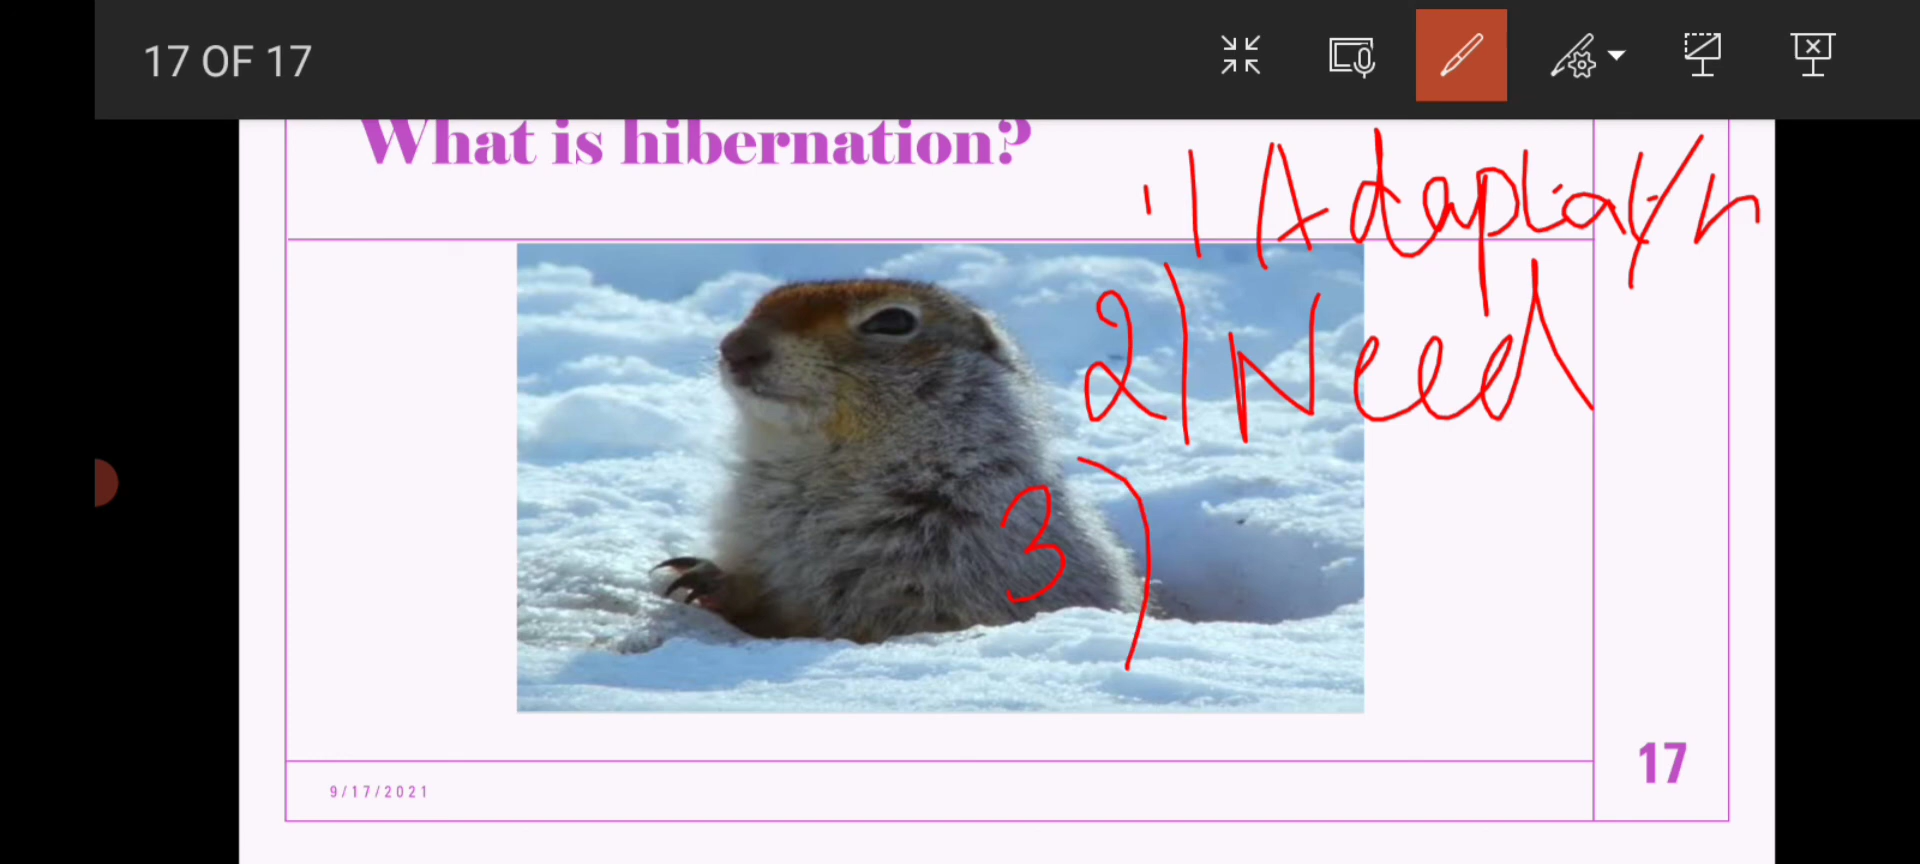 17 OF 17
What is hibernation?
1) Adaptation
2) Need
3)
9/17/2021
17